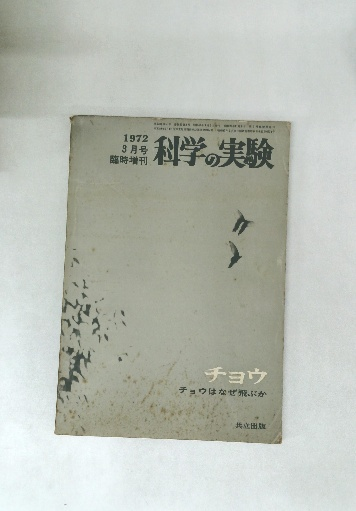 1972
3月号
臨時増刊
科学の実験
チョウ
チョウはなぜ飛ぶか
共立出版